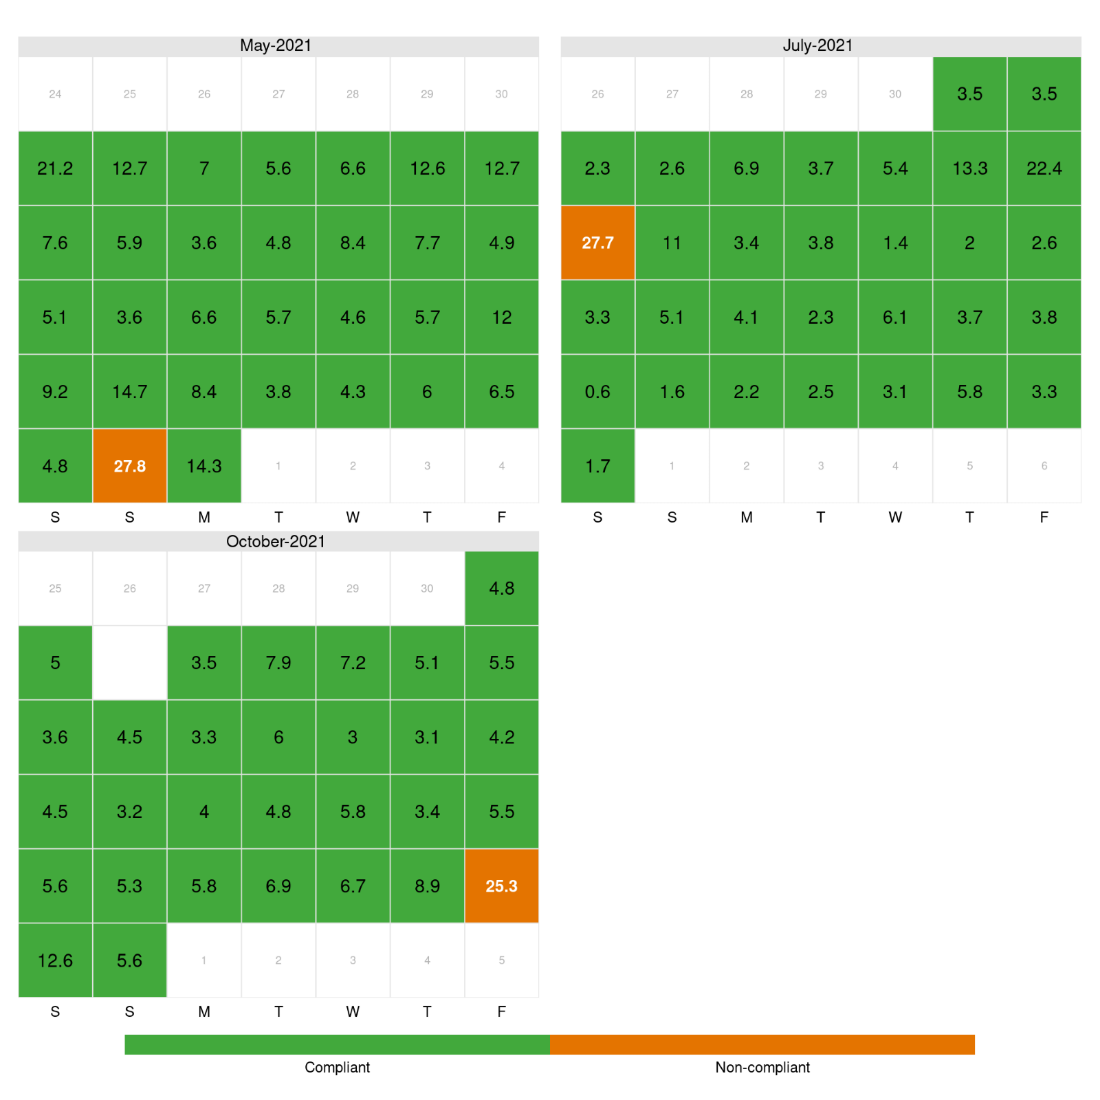 May-2021
24 25 26 27 28 29 30
21.2 12.7 7 5.6 6.6 12.6 12.7
7.6 5.9 3.6 4.8 8.4 7.7 4.9
5.1 3.6 6.6 5.7 4.6 5.7 12
9.2 14.7 8.4 3.8 4.3 6 6.5
4.8 27.8 14.3 1 2 3 4
S S M T W T F
July-2021
26 27 28 29 30 3.5 3.5
2.3 2.6 6.9 3.7 5.4 13.3 22.4
27.7 11 3.4 3.8 1.4 2 2.6
3.3 5.1 4.1 2.3 6.1 3.7 3.8
0.6 1.6 2.2 2.5 3.1 5.8 3.3
1.7 1 2 3 4 5 6
S S M T W T F
October-2021
25 26 27 28 29 30 4.8
5 3.5 7.9 7.2 5.1 5.5
3.6 4.5 3.3 6 3 3.1 4.2
4.5 3.2 4 4.8 5.8 3.4 5.5
5.6 5.3 5.8 6.9 6.7 8.9 25.3
12.6 5.6 1 2 3 4 5
S S M T W T F
Compliant Non-compliant